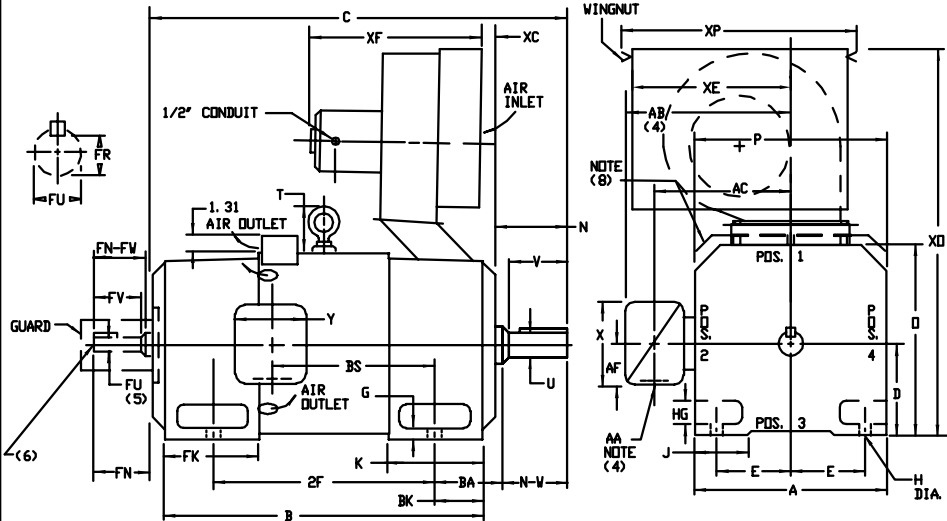 C
WINGNUT
XP
XF
XC
XE
AIR
INLET
1/2" CONDUIT
AB/
(4)
P
FR
FU
NOTE
(8)
AC
T
1.31
AIR OUTLET
N
XO
FN-FW
V
POS. 1
FV
GUARD
Y
X
POS.
2
POS.
4
O
BS
AF
D
FU
(5)
AIR
OUTLET
G
U
HG
POS. 3
AA
NOTE
(4)
J
(6)
FN
FK
K
E
E
H
DIA.
2F
BA
N-W
A
BK
B